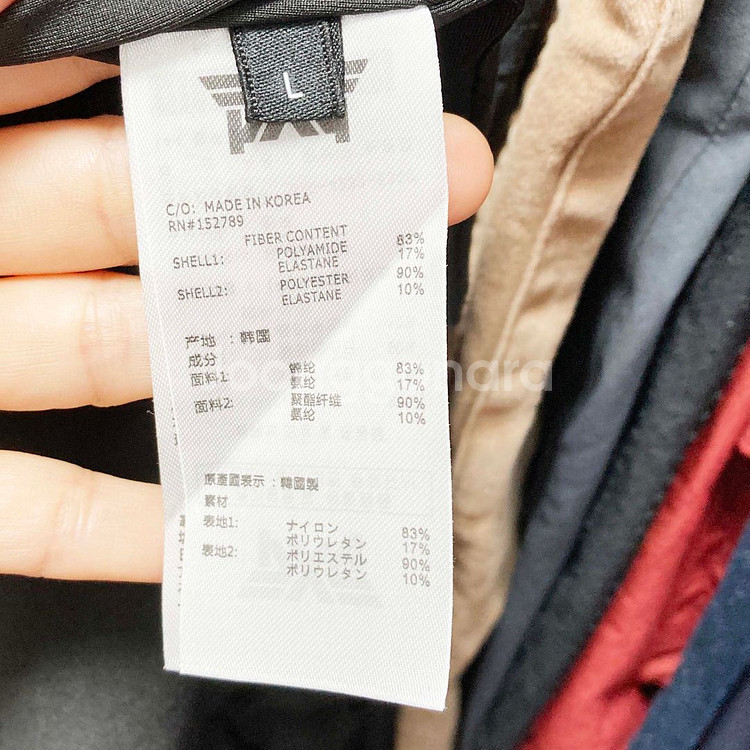 L
C/O: MADE IN KOREA
RN#152789
FIBER CONTENT
SHELL1: POLYAMIDE 83%
ELASTANE 17%
SHELL2: POLYESTER 90%
ELASTANE 10%
产地 : 韩國
成分
面料1: 锦纶 83%
氨纶 17%
面料2: 聚酯纤维 90%
氨纶 10%
原產國表示 : 韓國製
素材
表地1: ナイロン 83%
ポリウレタン 17%
表地2: ポリエステル 90%
ポリウレタン 10%